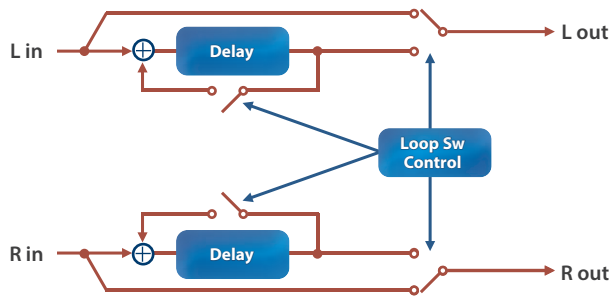 L in
Delay
L out
Loop Sw
Control
R in
Delay
R out